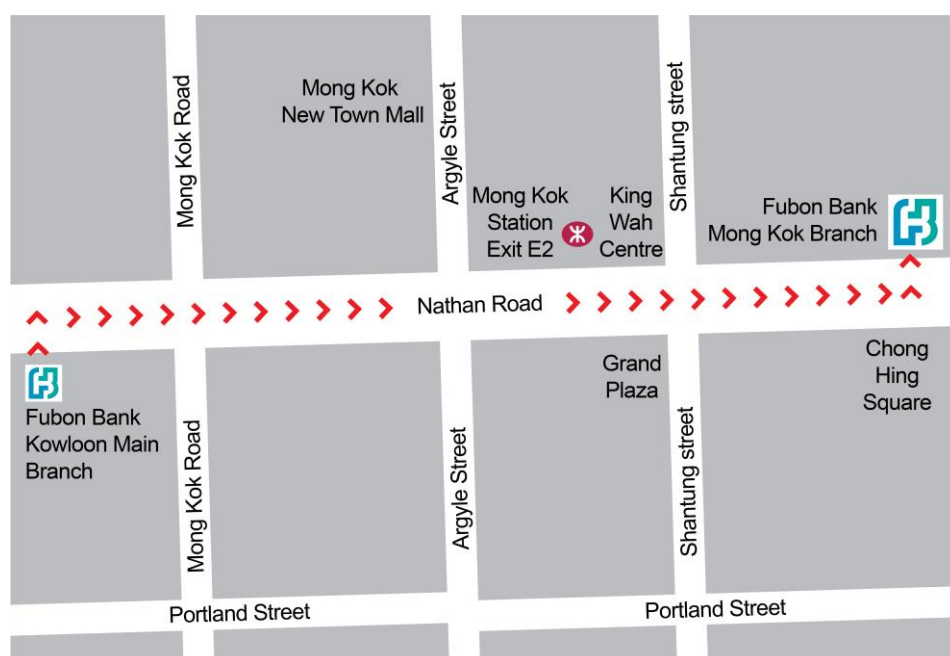 Mong Kok Road
Mong Kok
New Town Mall
Argyle Street
Mong Kok
Station
Exit E2
King
Wah
Centre
Shantung street
Fubon Bank
Mong Kok Branch
Nathan Road
Fubon Bank
Kowloon Main
Branch
Mong Kok Road
Argyle Street
Grand
Plaza
Shantung street
Chong
Hing
Square
Portland Street
Portland Street